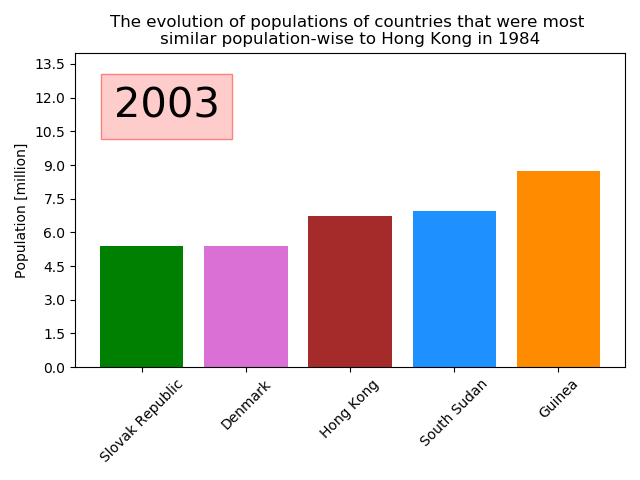 The evolution of populations of countries that were most
similar population-wise to Hong Kong in 1984
2003
Population [million]
13.5
12.0
10.5
9.0
7.5
6.0
4.5
3.0
1.5
0.0
Slovak Republic
Denmark
Hong Kong
South Sudan
Guinea